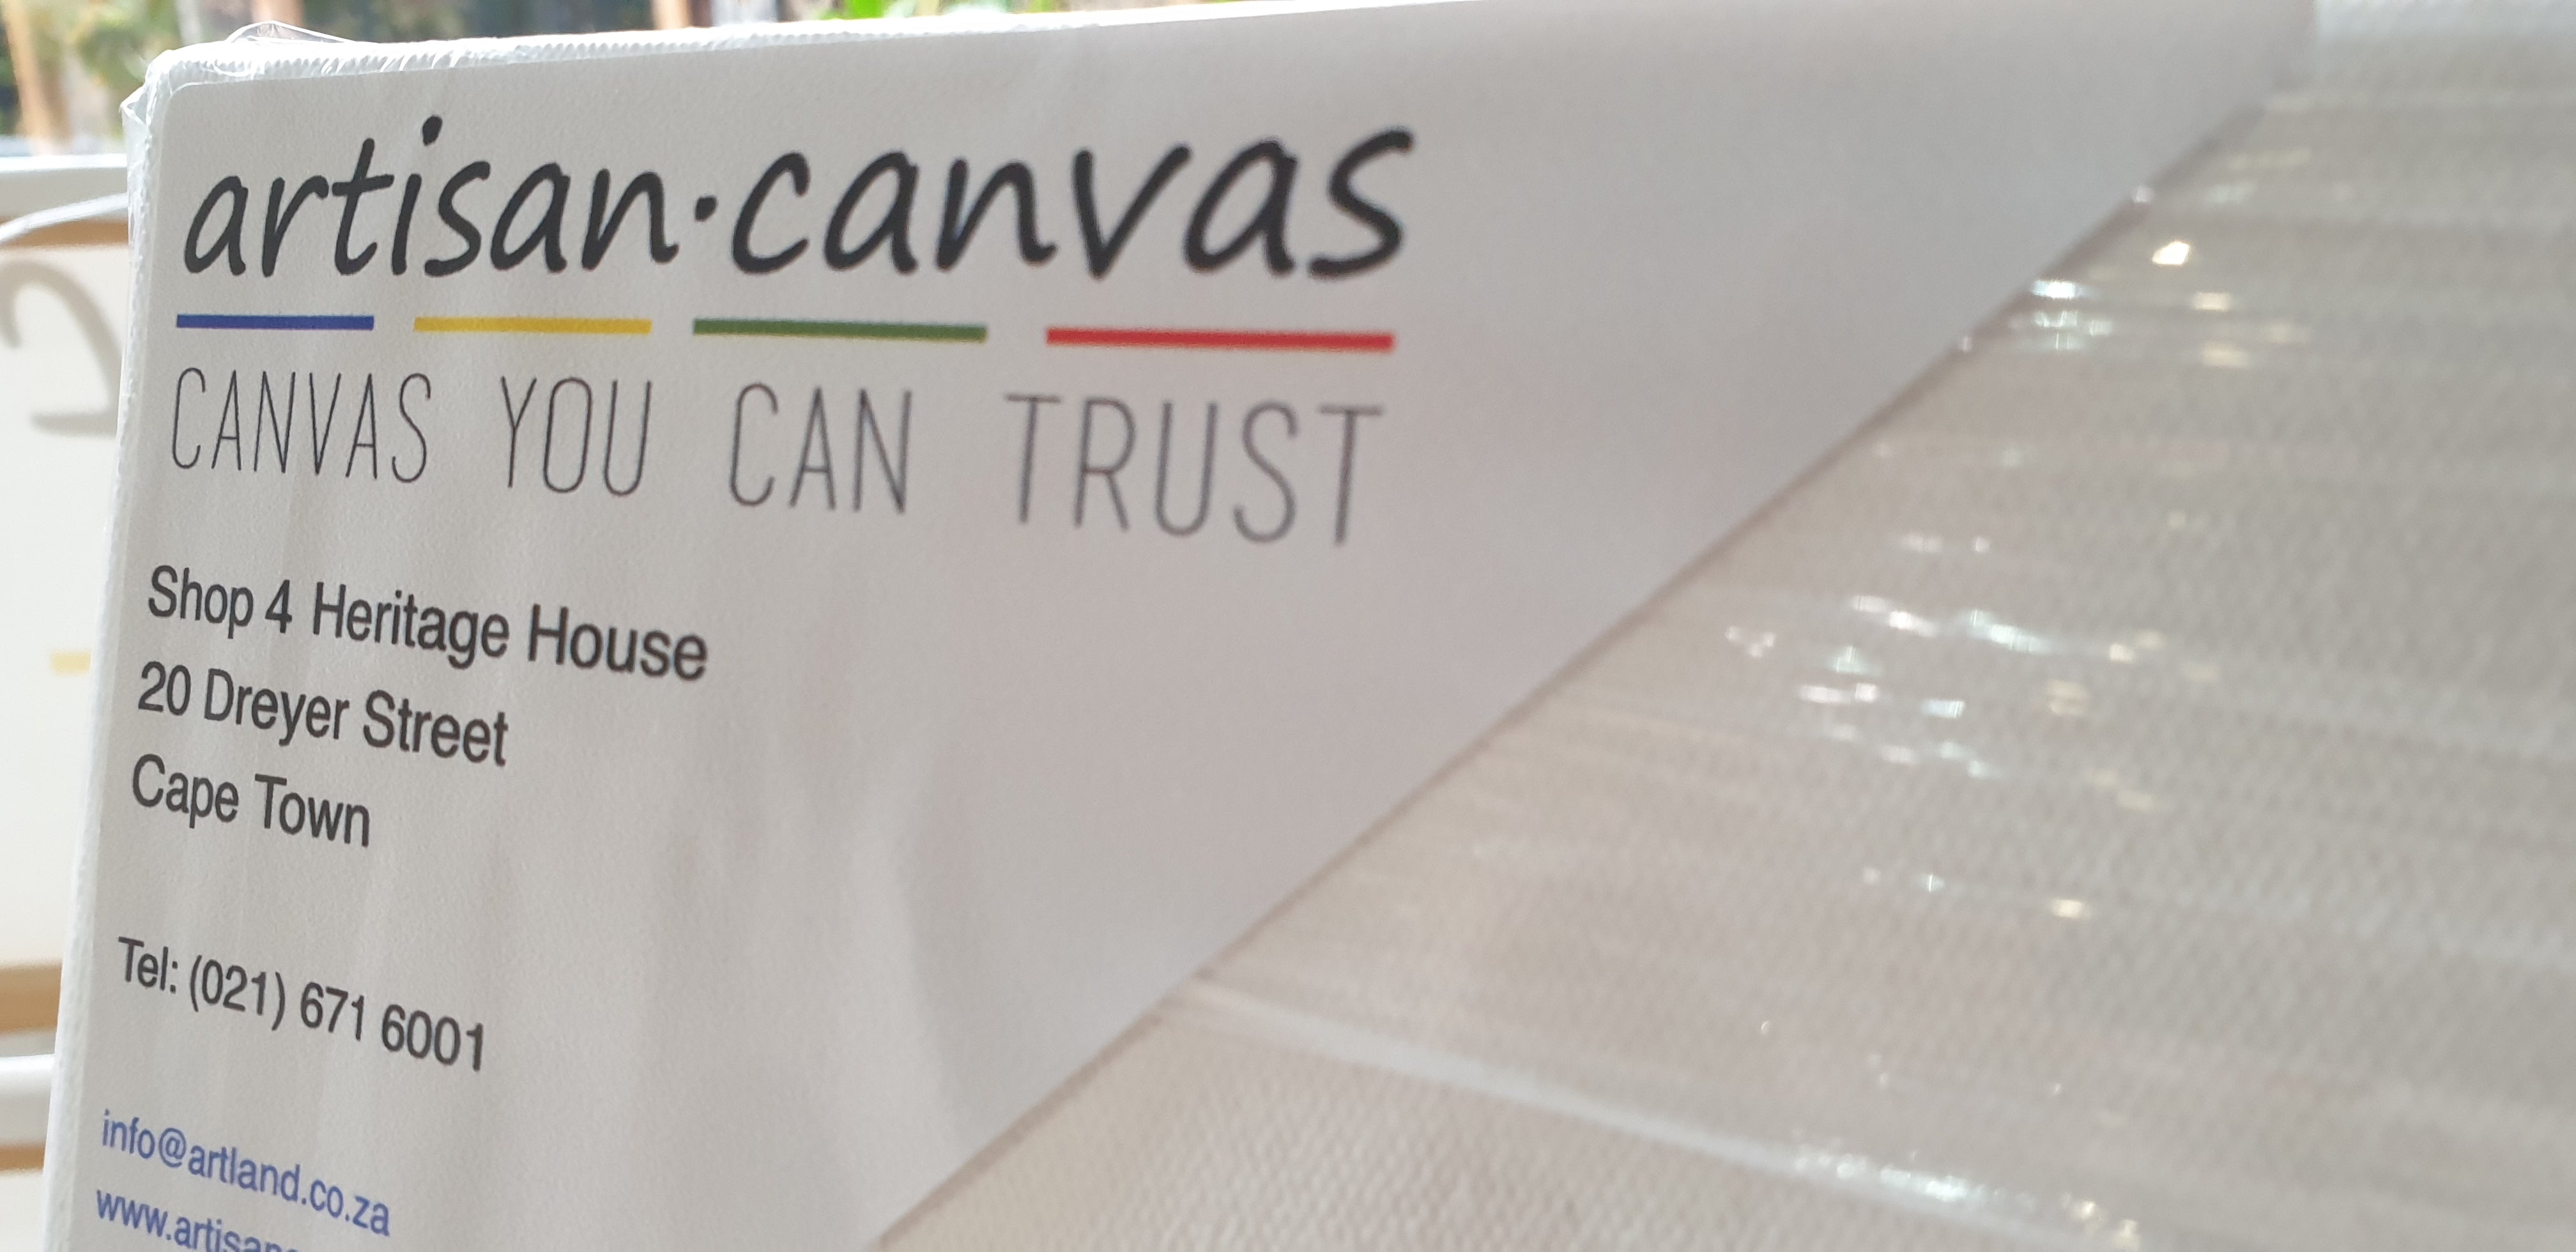 artisan·canvas
CANVAS YOU CAN TRUST
Shop 4 Heritage House
20 Dreyer Street
Cape Town
Tel: (021) 671 6001
info@artland.co.za